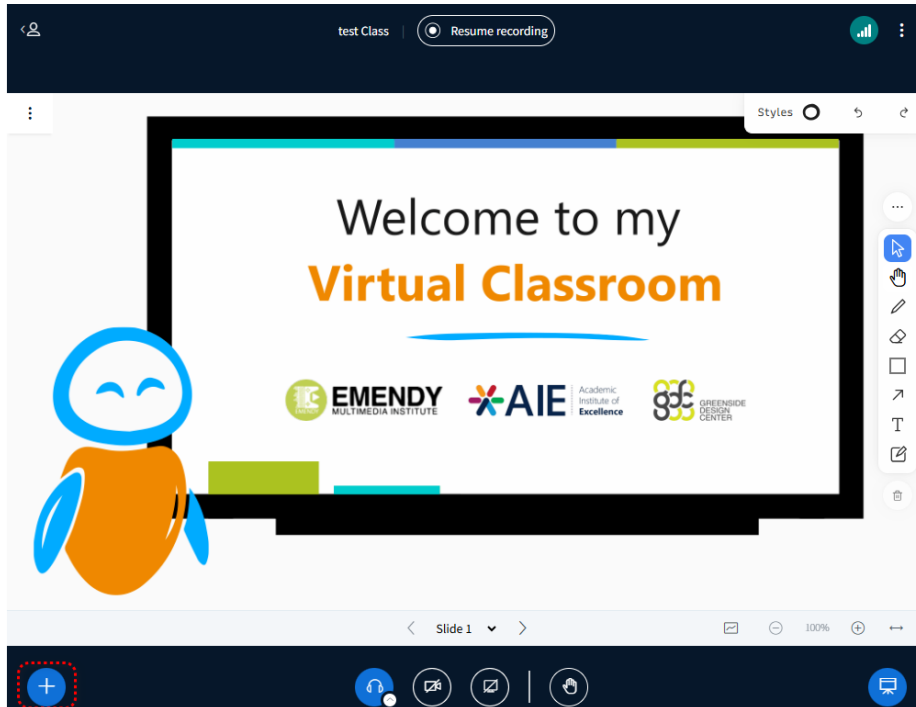 test Class
Resume recording
Styles
Welcome to my
Virtual Classroom
EMENDY
MULTIMEDIA INSTITUTE
AIE
Academic
Institute of
Excellence
gdc
GREENSIDE
DESIGN
CENTER
T
Slide 1
100%